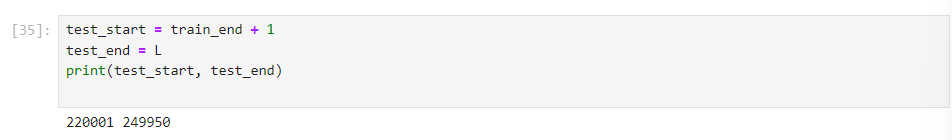 [35]: test_start = train_end + 1
test_end = L
print(test_start, test_end)
220001 249950